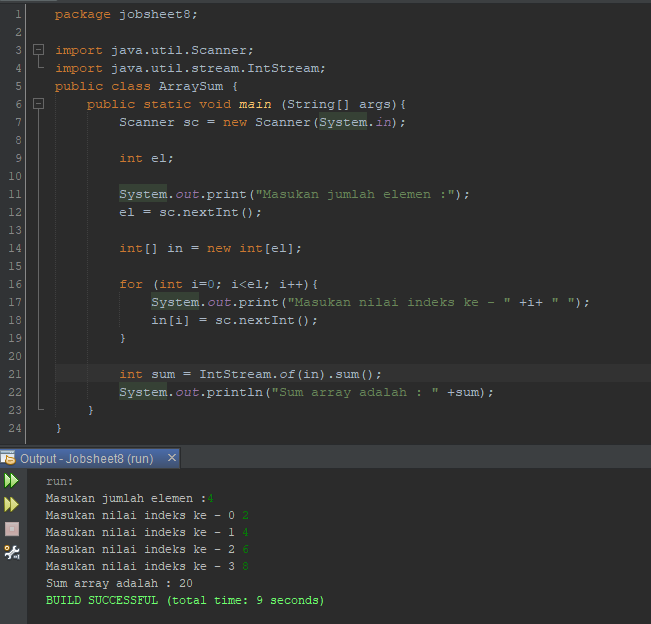 1 package jobsheet8;
2
3 import java.util.Scanner;
4 import java.util.stream.IntStream;
5 public class ArraySum {
6     public static void main (String[] args){
7         Scanner sc = new Scanner(System.in);
8
9         int el;
10
11         System.out.print("Masukan jumlah elemen :");
12         el = sc.nextInt();
13
14         int[] in = new int[el];
15
16         for (int i=0; i<el; i++){
17             System.out.print("Masukan nilai indeks ke - " +i+ " ");
18             in[i] = sc.nextInt();
19         }
20
21         int sum = IntStream.of(in).sum();
22         System.out.println("Sum array adalah : " +sum);
23     }
24 }
Output - Jobsheet8 (run) ×
run:
Masukan jumlah elemen :4
Masukan nilai indeks ke - 0 2
Masukan nilai indeks ke - 1 4
Masukan nilai indeks ke - 2 6
Masukan nilai indeks ke - 3 8
Sum array adalah : 20
BUILD SUCCESSFUL (total time: 9 seconds)